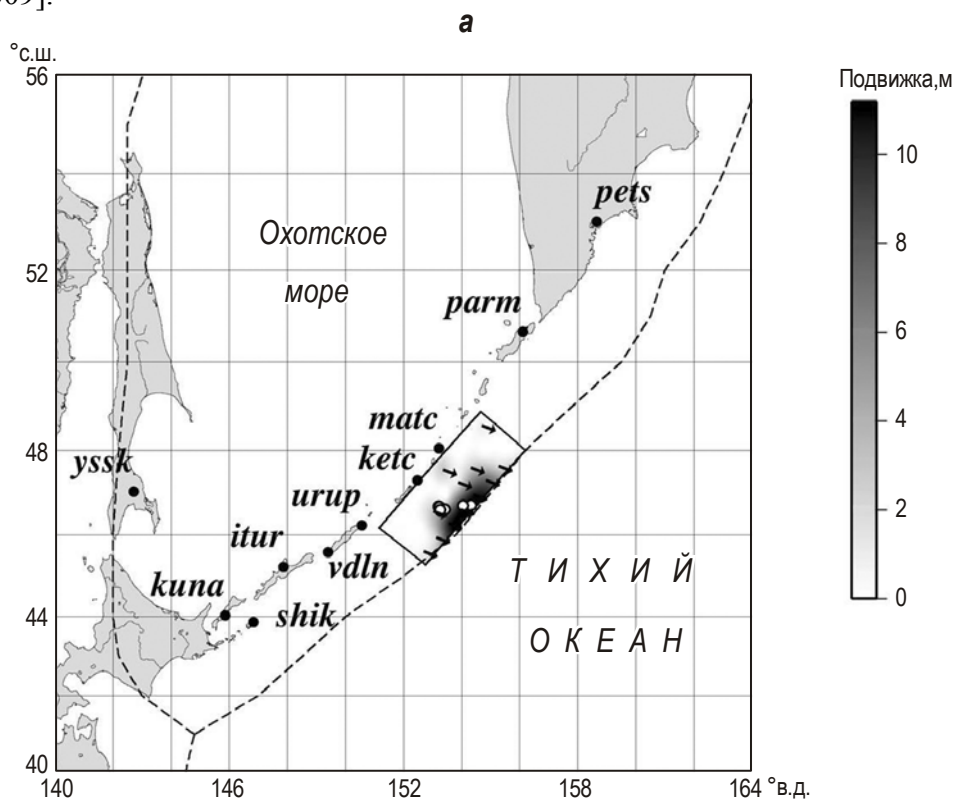 009].
а
°с.ш.
56
52
48
44
40
140
146
152
158
164 °в.д.
Охотское
море
pets
parm
matc
ketc
yssk
urup
itur
vdln
kuna
shik
Т И Х И Й
О К Е А Н
Подвижка,м
10
8
6
4
2
0